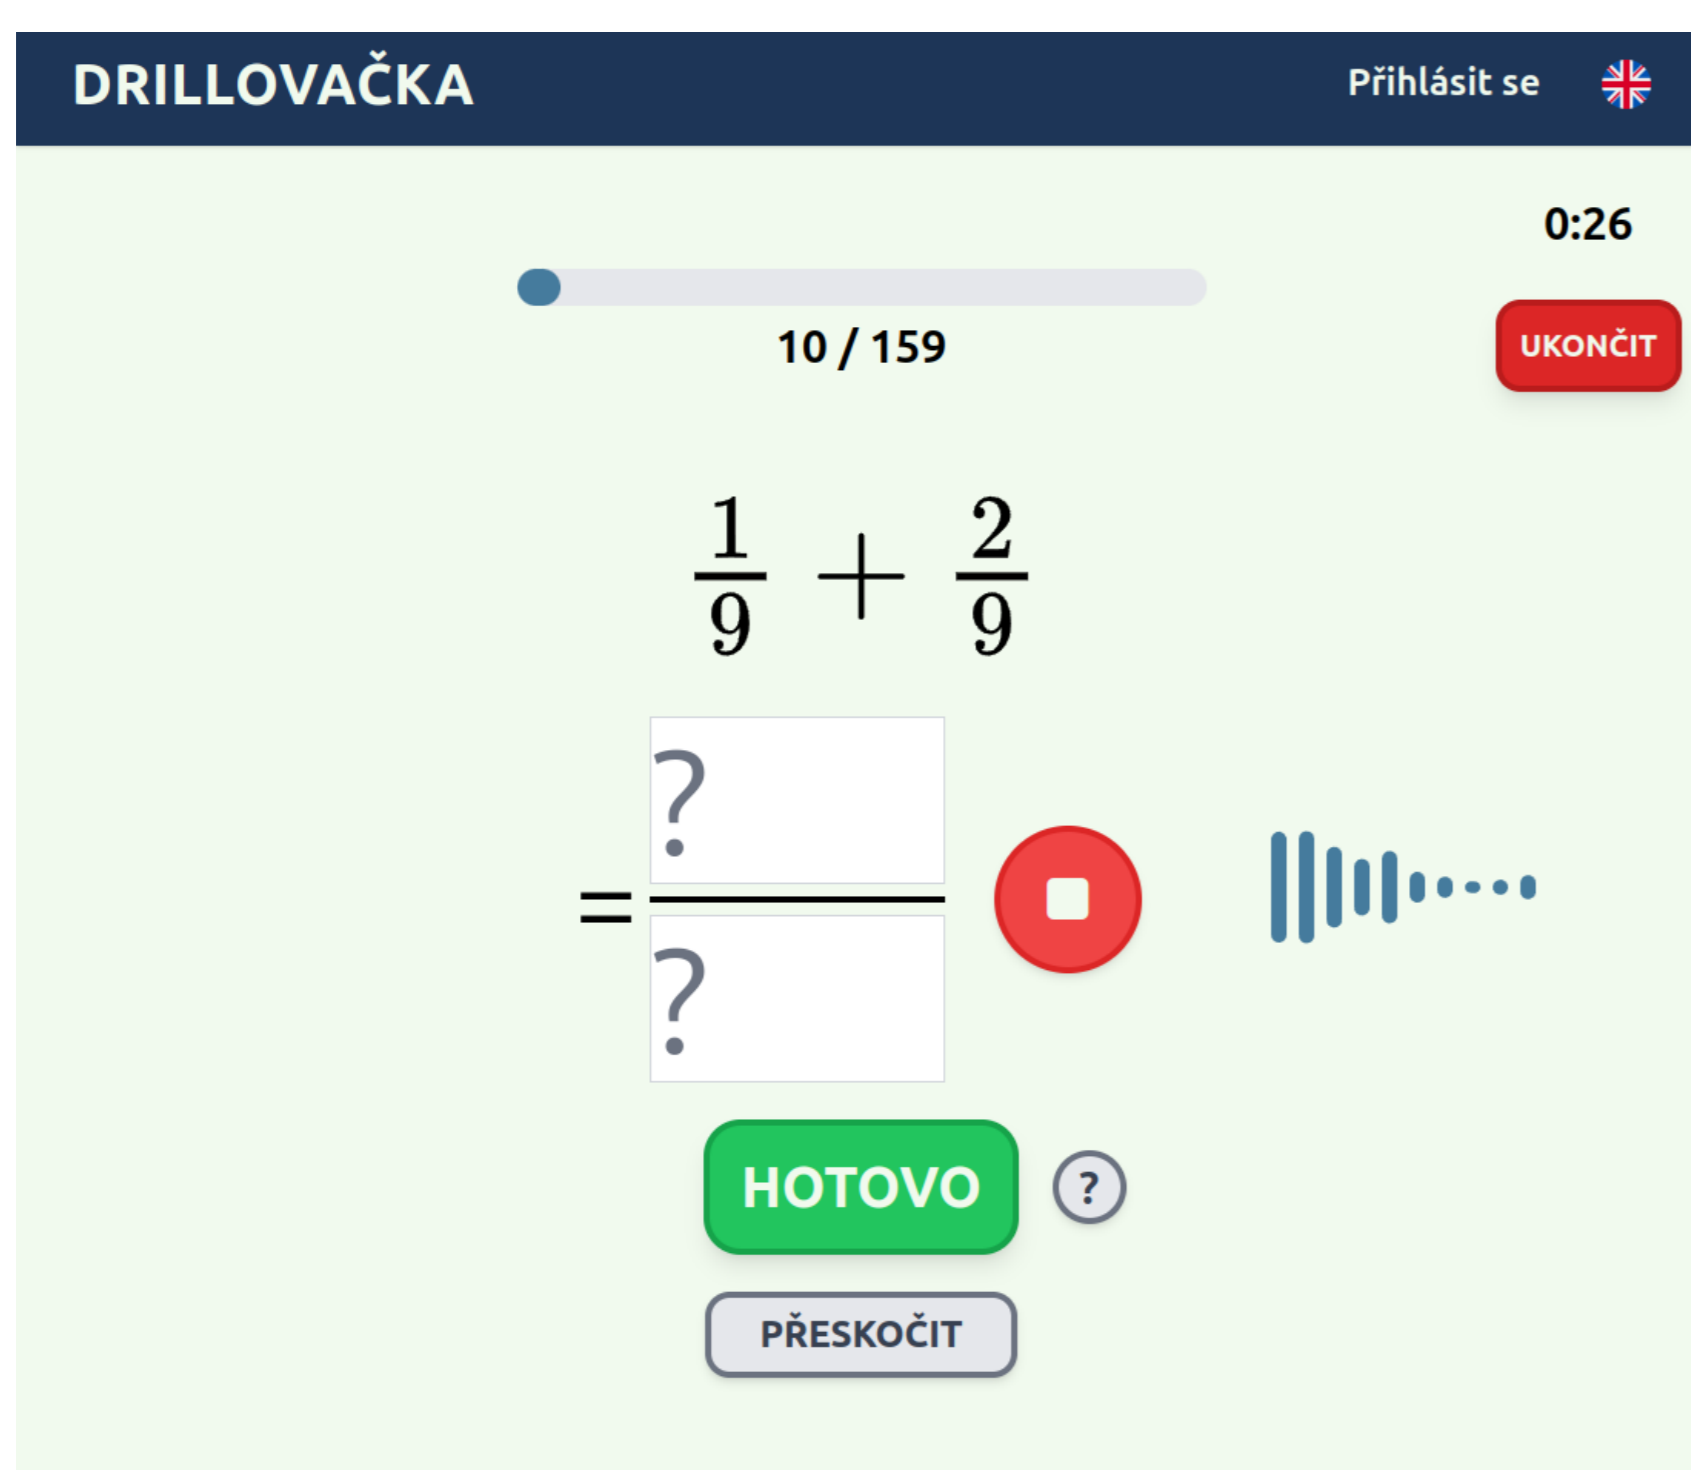 DRILLOVAČKA
Přihlásit se
0:26
10 / 159
UKONČIT
1/9 + 2/9
= ?/?
HOTOVO
?
PŘESKOČIT